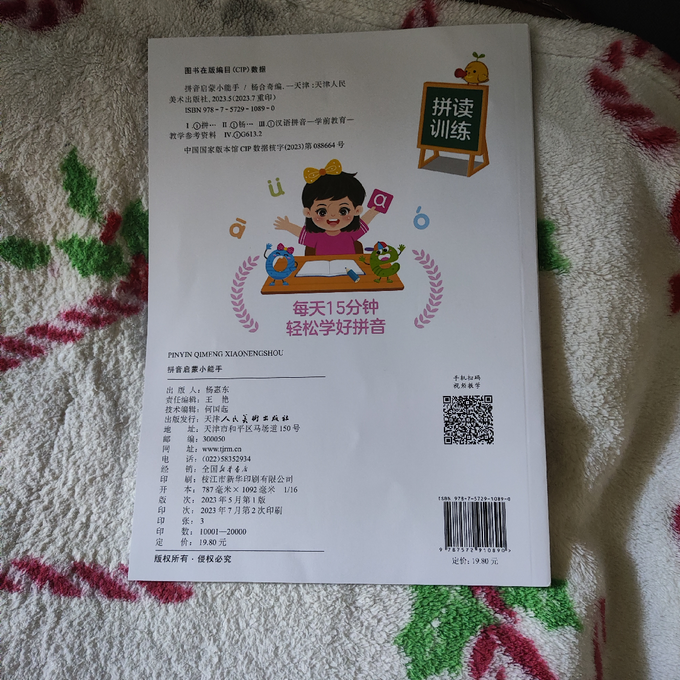 图书在版编目(CIP)数据
拼音启蒙小能手 / 杨合奇编. —天津:天津人民
美术出版社, 2023.5(2023.7重印)
ISBN 978-7-5729-1089-0
Ⅰ.①拼… Ⅱ.①杨… Ⅲ.①汉语拼音—学前教育—
教学参考资料 Ⅳ.①G613.2
中国国家版本馆CIP数据核字(2023)第088664号
拼读
训练
ü
a
ā
ó
每天15分钟
轻松学好拼音
PINYIN QIMENG XIAONENGSHOU
拼音启蒙小能手
出 版 人: 杨惠东
责任编辑: 王 艳
技术编辑: 何国起
出版发行: 天津人民美术出版社
地 址: 天津市和平区马场道150号
邮 编: 300050
网 址: www.tjrm.cn
电 话: (022)58352934
经 销: 全国新华书店
印 刷: 枝江市新华印刷有限公司
开 本: 787毫米×1092毫米 1/16
版 次: 2023年5月第1版
印 次: 2023年7月第2次印刷
印 张: 3
印 数: 10001—20000
定 价: 19.80元
版权所有·侵权必究
手机扫码
视频教学
ISBN 978-7-5729-1089-0
9 787572 910890
定价: 19.80 元